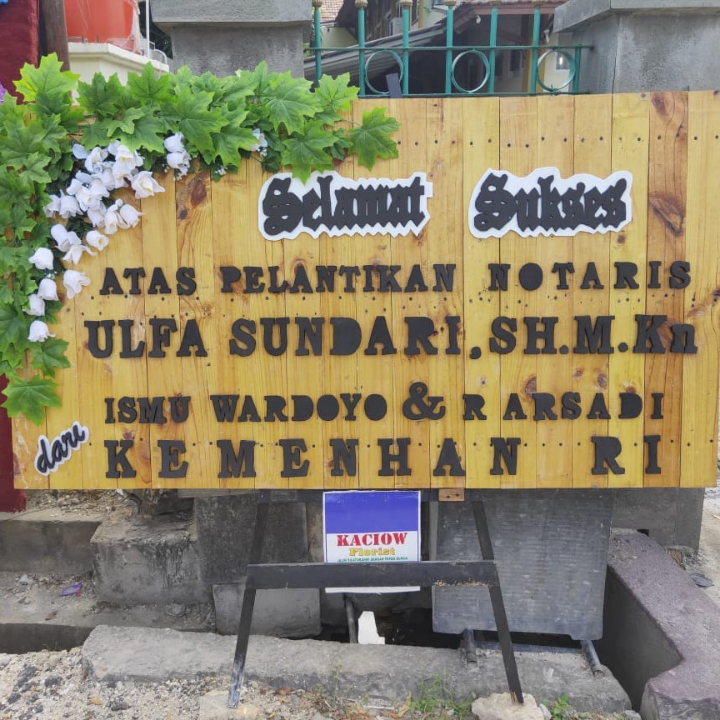 Selamat Sukses
ATAS PELANTIKAN NOTARIS
ULFA SUNDARI, SH.M.Kn
ISMU WARDOYO & R ARSADI
dari
KEMENHAN RI
KACIOW
Florist